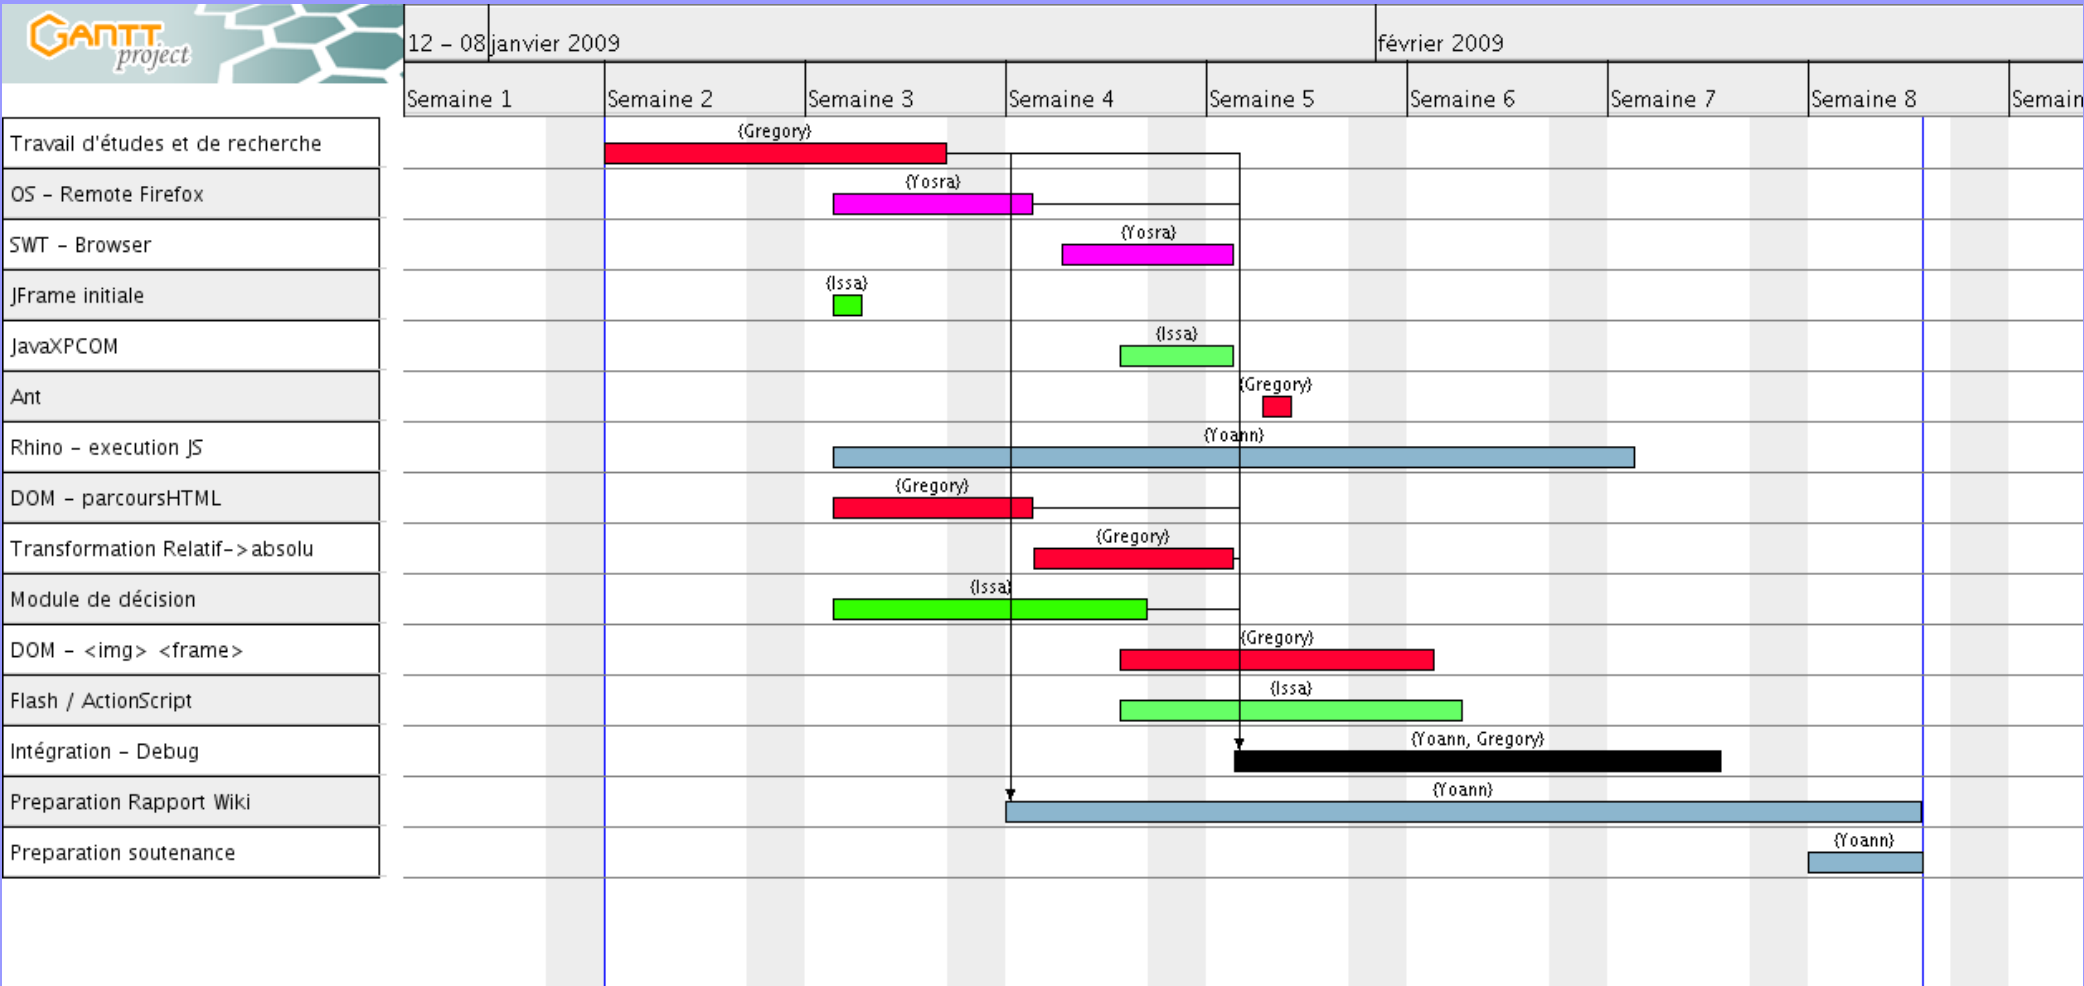 GANTT
project
12 - 08 janvier 2009 février 2009
Semaine 1 Semaine 2 Semaine 3 Semaine 4 Semaine 5 Semaine 6 Semaine 7 Semaine 8 Semain
Travail d'études et de recherche {Gregory}
OS - Remote Firefox {Yosra}
SWT - Browser {Yosra}
JFrame initiale {Issa}
JavaXPCOM {Issa}
Ant {Gregory}
Rhino - execution JS {Yoann}
DOM - parcoursHTML {Gregory}
Transformation Relatif->absolu {Gregory}
Module de décision {Issa}
DOM - <img> <frame> {Gregory}
Flash / ActionScript {Issa}
Intégration - Debug {Yoann, Gregory}
Preparation Rapport Wiki {Yoann}
Preparation soutenance {Yoann}